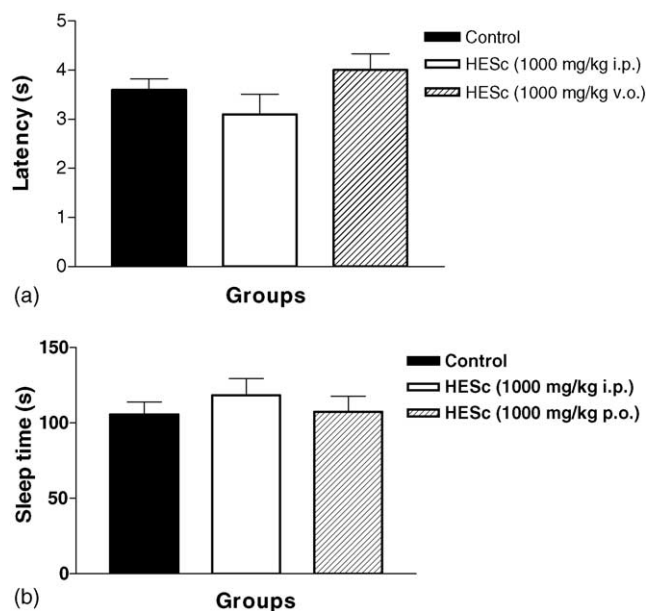 5
4
3
2
1
0
Latency (s)
Control
HESc (1000 mg/kg i.p.)
HESc (1000 mg/kg v.o.)
(a)
Groups
150
100
50
0
Sleep time (s)
Control
HESc (1000 mg/kg i.p.)
HESc (1000 mg/kg p.o.)
(b)
Groups